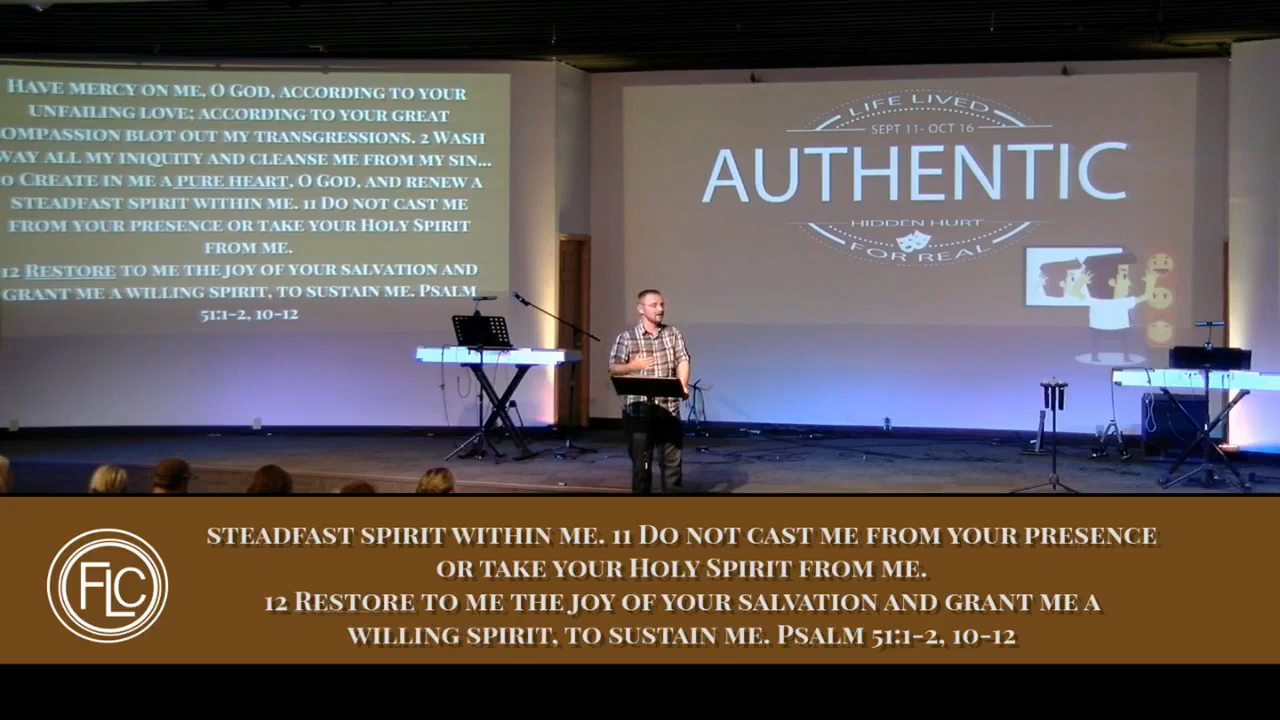 Have mercy on me, O God, according to your
unfailing love; according to your great
ompassion blot out my transgressions. 2 Wash
way all my iniquity and cleanse me from my sin...
0 Create in me a pure heart, O God, and renew a
steadfast spirit within me. 11 Do not cast me
from your presence or take your Holy Spirit
from me.
12 Restore to me the joy of your salvation and
grant me a willing spirit, to sustain me. Psalm
51:1-2, 10-12
LIFE LIVED
SEPT 11- OCT 16
AUTHENTIC
HIDDEN HURT
FOR REAL
FLC
steadfast spirit within me. 11 Do not cast me from your presence
or take your Holy Spirit from me.
12 Restore to me the joy of your salvation and grant me a
willing spirit, to sustain me. Psalm 51:1-2, 10-12